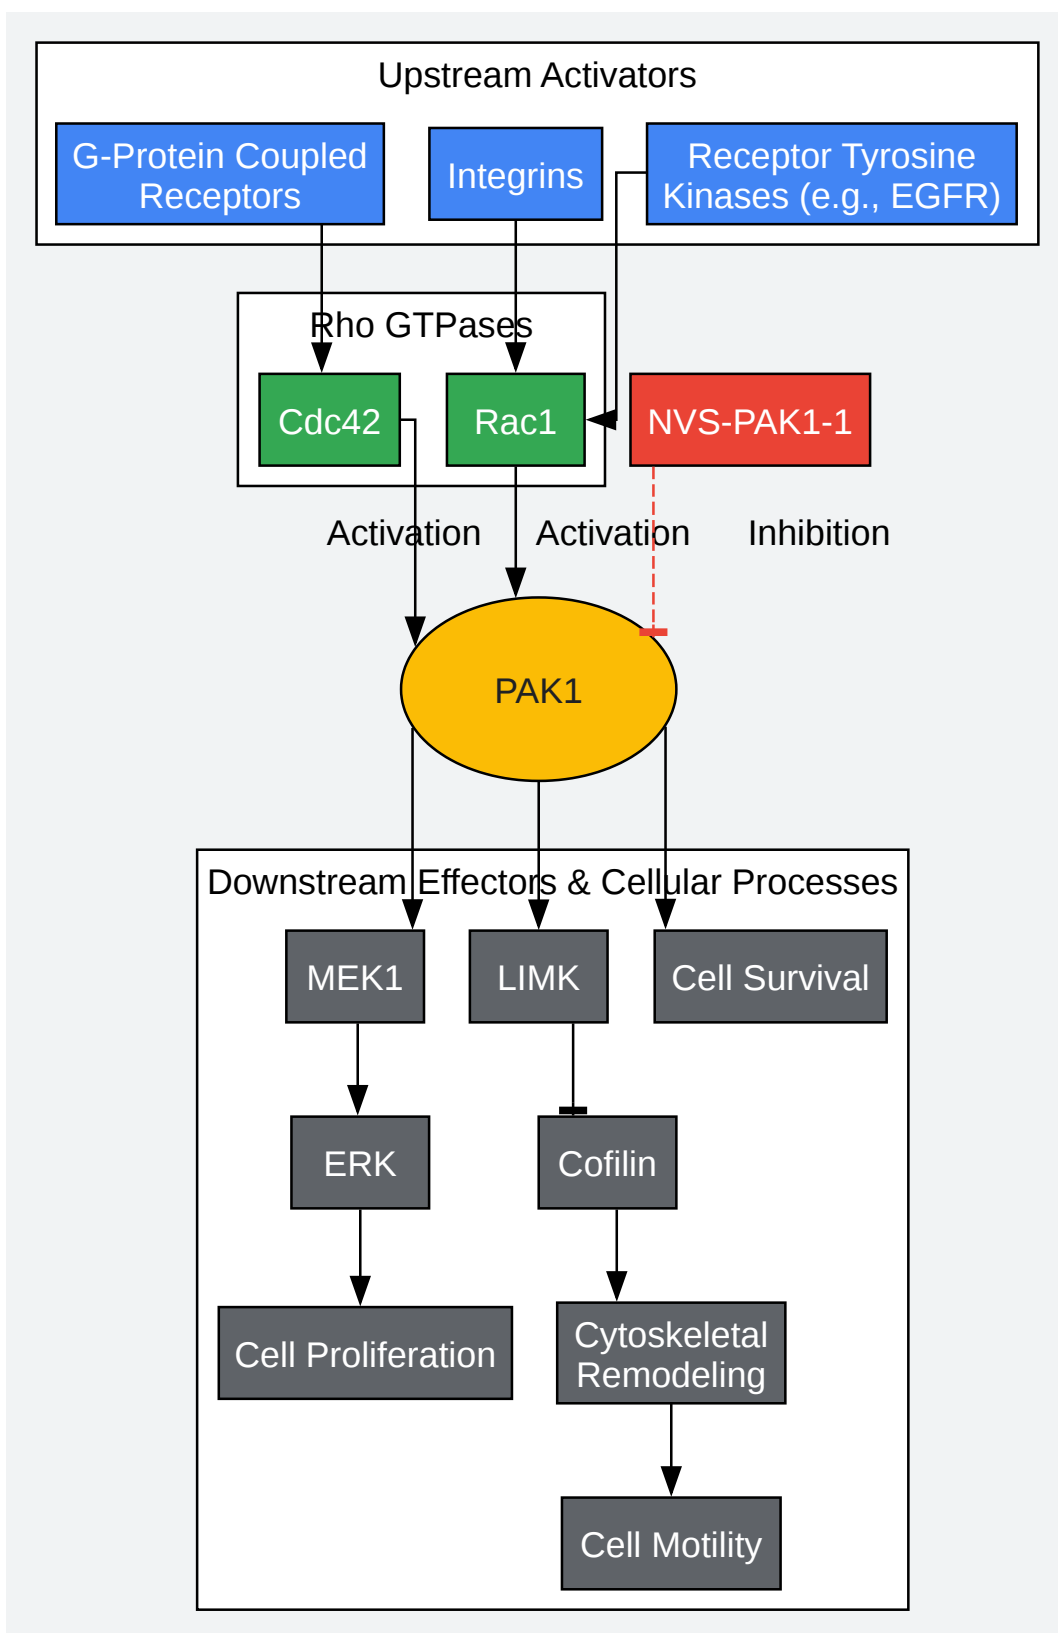 Upstream Activators
G-Protein Coupled
Receptors
Integrins
Receptor Tyrosine
Kinases (e.g., EGFR)
Rho GTPases
Cdc42
Rac1
NVS-PAK1-1
Activation
Activation
Inhibition
PAK1
Downstream Effectors & Cellular Processes
MEK1
LIMK
Cell Survival
ERK
Cofilin
Cell Proliferation
Cytoskeletal
Remodeling
Cell Motility